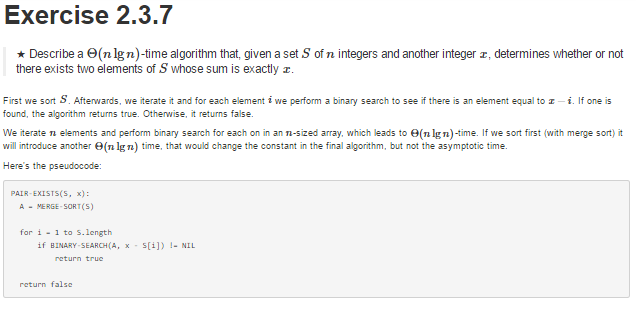 Exercise 2.3.7
★ Describe a Θ(n lg n)-time algorithm that, given a set S of n integers and another integer x, determines whether or not
there exists two elements of S whose sum is exactly x.
First we sort S. Afterwards, we iterate it and for each element i we perform a binary search to see if there is an element equal to x − i. If one is
found, the algorithm returns true. Otherwise, it returns false.
We iterate n elements and perform binary search for each on in an n-sized array, which leads to Θ(n lg n)-time. If we sort first (with merge sort) it
will introduce another Θ(n lg n) time, that would change the constant in the final algorithm, but not the asymptotic time.
Here's the pseudocode:
PAIR-EXISTS(S, x):
A = MERGE-SORT(S)
for i = 1 to S.length
if BINARY-SEARCH(A, x - S[i]) != NIL
return true
return false